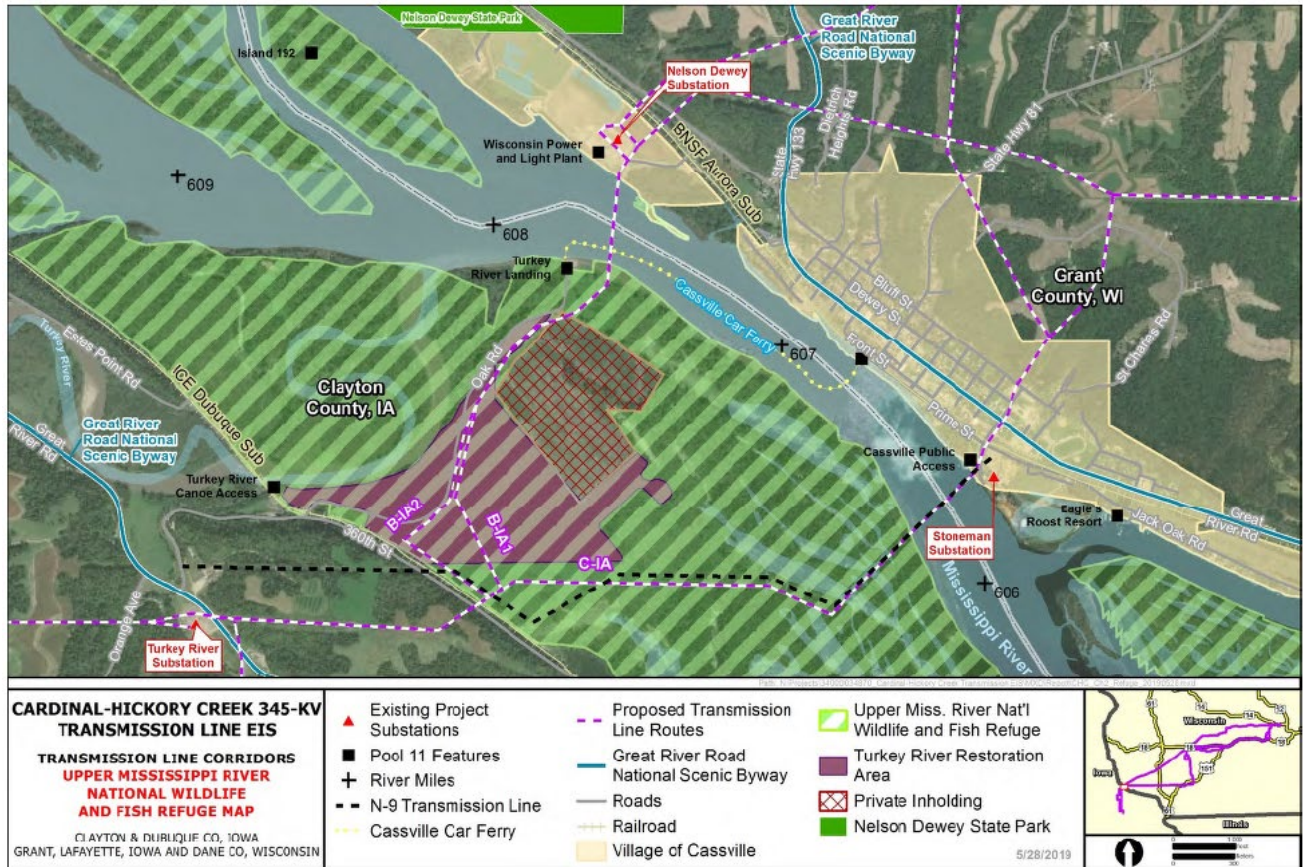 Nelson Dewey State Park
Island 192
Great River
Road National
Scenic Byway
Nelson Dewey
Substation
Dietrich
Heights Rd
State Hwy 81
State
Hwy 133
BNSF Aurora Sub
Wisconsin Power
and Light Plant
609
608
Turkey
River Landing
Cassville Car Ferry
607
Bluff St
Dewey St
Front St
Prime St
Grant
County, WI
St Charles Rd
Turkey River
Estes Point Rd
ICE Dubuque Sub
Clayton
County, IA
Oak Rd
Great River
Road National
Scenic Byway
Great
River Rd
Turkey River
Canoe Access
Cassville Public
Access
B-IA2
B-IA1
C-IA
360th St
Stoneman
Substation
Eagle's
Roost Resort
Jack Oak Rd
Great
River Rd
Mississippi River
606
Orange Ave
Turkey River
Substation
CARDINAL-HICKORY CREEK 345-KV
TRANSMISSION LINE EIS
TRANSMISSION LINE CORRIDORS
UPPER MISSISSIPPI RIVER
NATIONAL WILDLIFE
AND FISH REFUGE MAP
CLAYTON & DUBUQUE CO, IOWA
GRANT, LAFAYETTE, IOWA AND DANE CO, WISCONSIN
Existing Project
Substations
Pool 11 Features
River Miles
N-9 Transmission Line
Cassville Car Ferry
Proposed Transmission
Line Routes
Great River Road
National Scenic Byway
Roads
Railroad
Village of Cassville
Upper Miss. River Nat'l
Wildlife and Fish Refuge
Turkey River Restoration
Area
Private Inholding
Nelson Dewey State Park
5/28/2019
Wisconsin
Iowa
Illinois
61
14
18
151